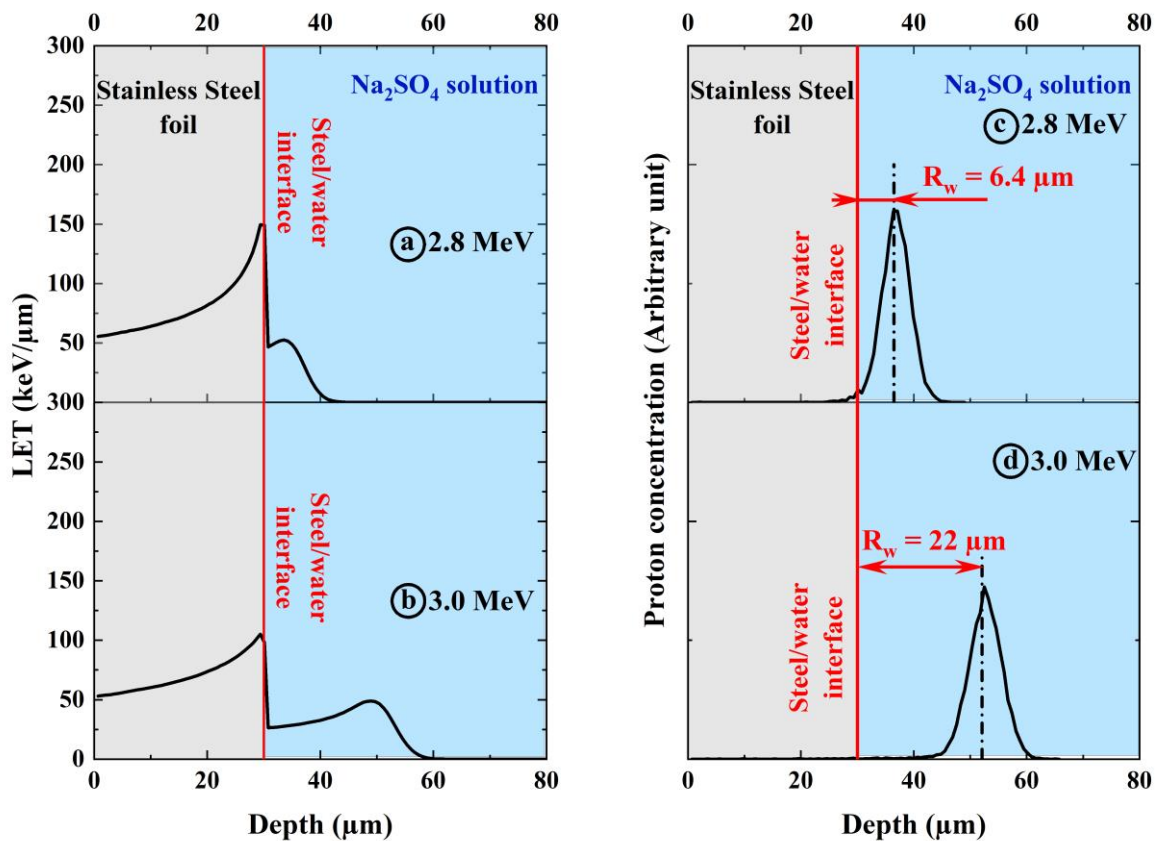 0 20 40 60 80
300
250
200
150
100
50
300
250
200
150
100
50
0
LET (keV/μm)
Stainless Steel
foil
Na₂SO₄ solution
Steel/water
interface
ⓐ 2.8 MeV
Steel/water
interface
ⓑ 3.0 MeV
0 20 40 60 80
Depth (μm)
0 20 40 60 80
Proton concentration (Arbitrary unit)
Stainless Steel
foil
Na₂SO₄ solution
ⓒ 2.8 MeV
R_w = 6.4 μm
Steel/water
interface
ⓓ 3.0 MeV
R_w = 22 μm
Steel/water
interface
0 20 40 60 80
Depth (μm)